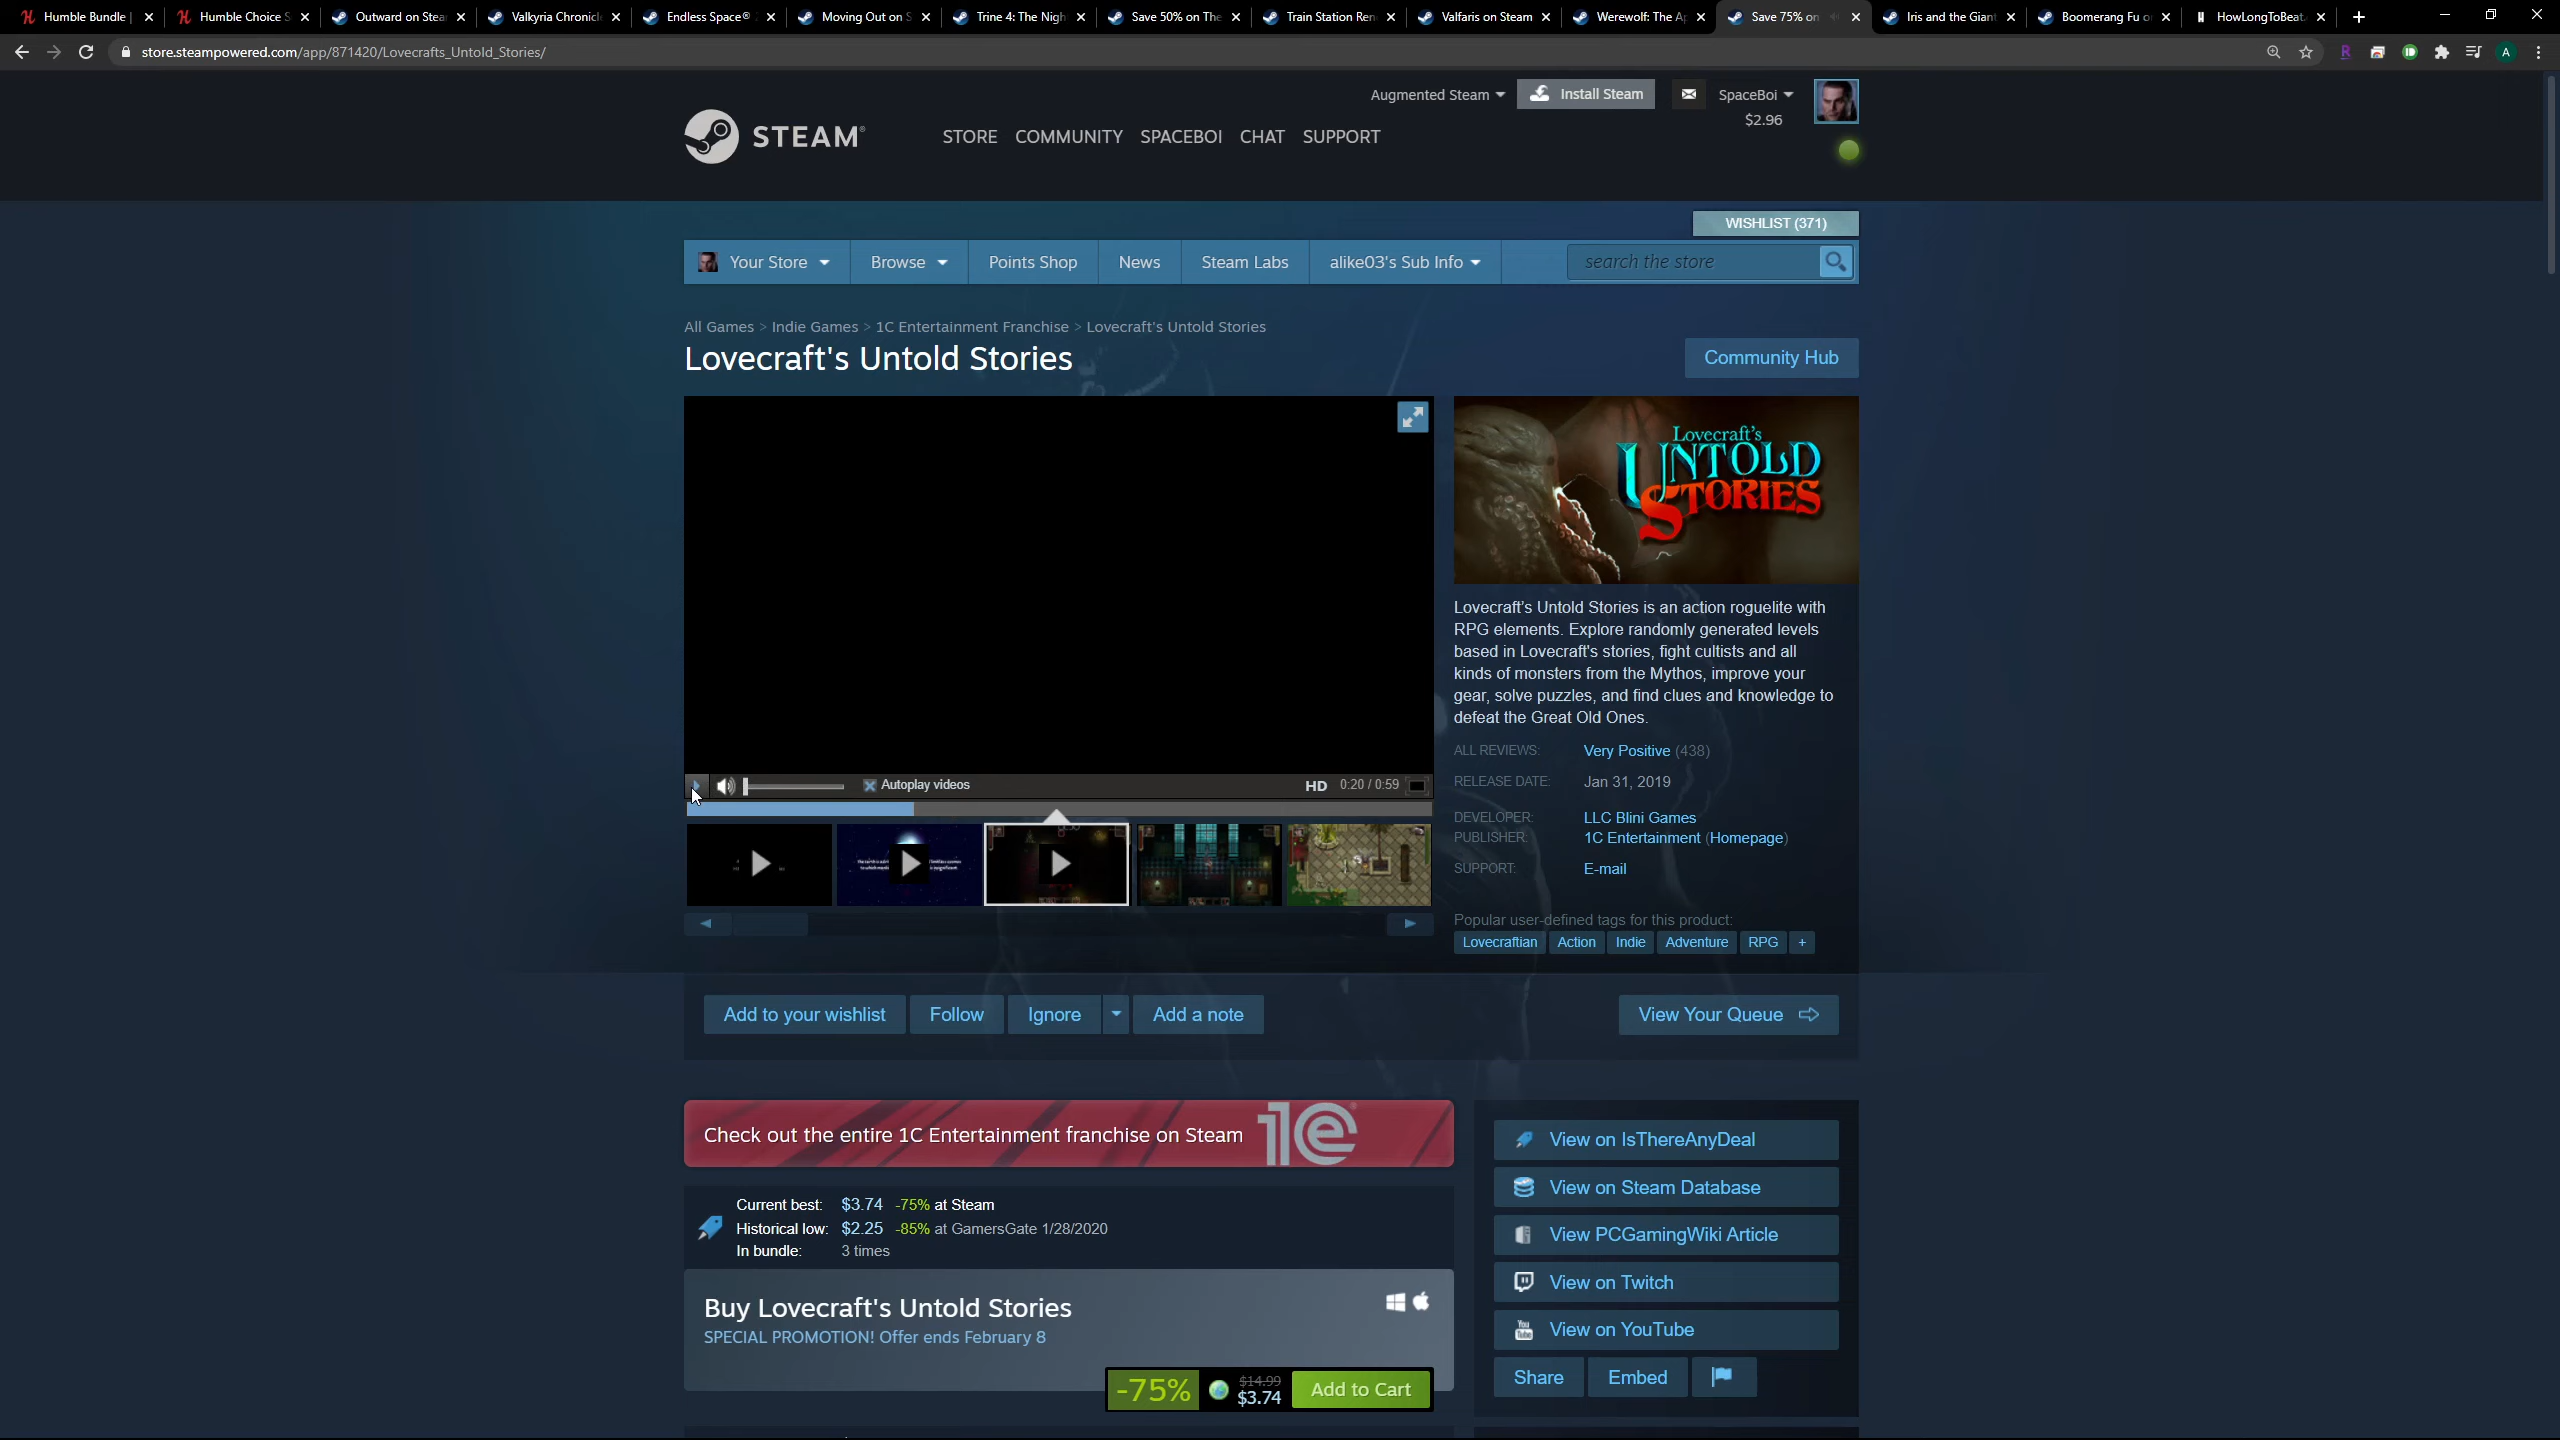 Humble Bundle |
Humble Choice S
Outward on Stea
Valkyria Chronicl
Endless Space®
Moving Out on S
Trine 4: The Nigh
Save 50% on The
Train Station Ren
Valfaris on Steam
Werewolf: The Ap
Save 75% on
Iris and the Giant
Boomerang Fu o
HowLongToBeat.
store.steampowered.com/app/871420/Lovecrafts_Untold_Stories/
A
Augmented Steam
Install Steam
SpaceBoi
$2.96
STEAM®
STORE
COMMUNITY
SPACEBOI
CHAT
SUPPORT
WISHLIST (371)
Your Store
Browse
Points Shop
News
Steam Labs
alike03's Sub Info
search the store
All Games > Indie Games > 1C Entertainment Franchise > Lovecraft's Untold Stories
Lovecraft's Untold Stories
Community Hub
Lovecraft's
UNTOLD
STORIES
Lovecraft's Untold Stories is an action roguelite with
RPG elements. Explore randomly generated levels
based in Lovecraft's stories, fight cultists and all
kinds of monsters from the Mythos, improve your
gear, solve puzzles, and find clues and knowledge to
defeat the Great Old Ones.
ALL REVIEWS: Very Positive (438)
RELEASE DATE: Jan 31, 2019
DEVELOPER: LLC Blini Games
PUBLISHER: 1C Entertainment (Homepage)
SUPPORT: E-mail
Popular user-defined tags for this product:
Lovecraftian
Action
Indie
Adventure
RPG
+
Autoplay videos
HD
0:20 / 0:59
Add to your wishlist
Follow
Ignore
Add a note
View Your Queue
Check out the entire 1C Entertainment franchise on Steam
1C
Current best: $3.74 -75% at Steam
Historical low: $2.25 -85% at GamersGate 1/28/2020
In bundle: 3 times
Buy Lovecraft's Untold Stories
SPECIAL PROMOTION! Offer ends February 8
-75%
$14.99
$3.74
Add to Cart
View on IsThereAnyDeal
View on Steam Database
View PCGamingWiki Article
View on Twitch
You
Tube
View on YouTube
Share
Embed